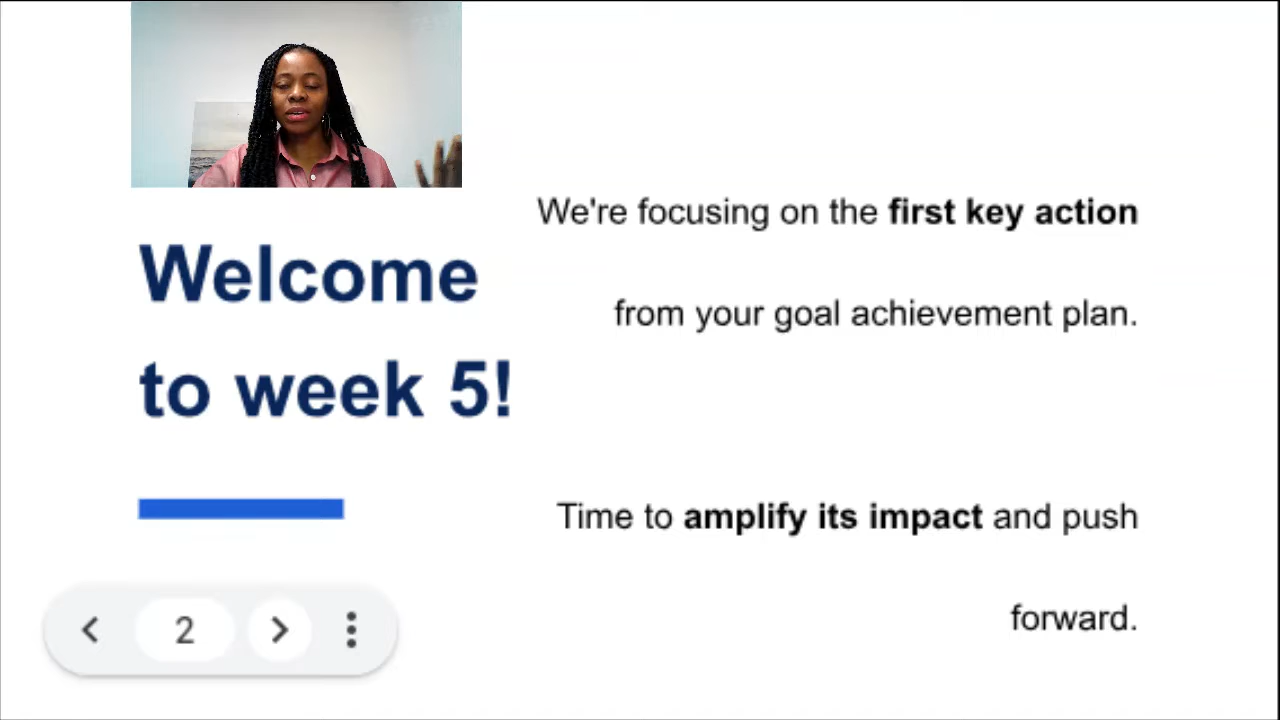 Welcome
to week 5!
We're focusing on the first key action
from your goal achievement plan.
Time to amplify its impact and push
forward.
2